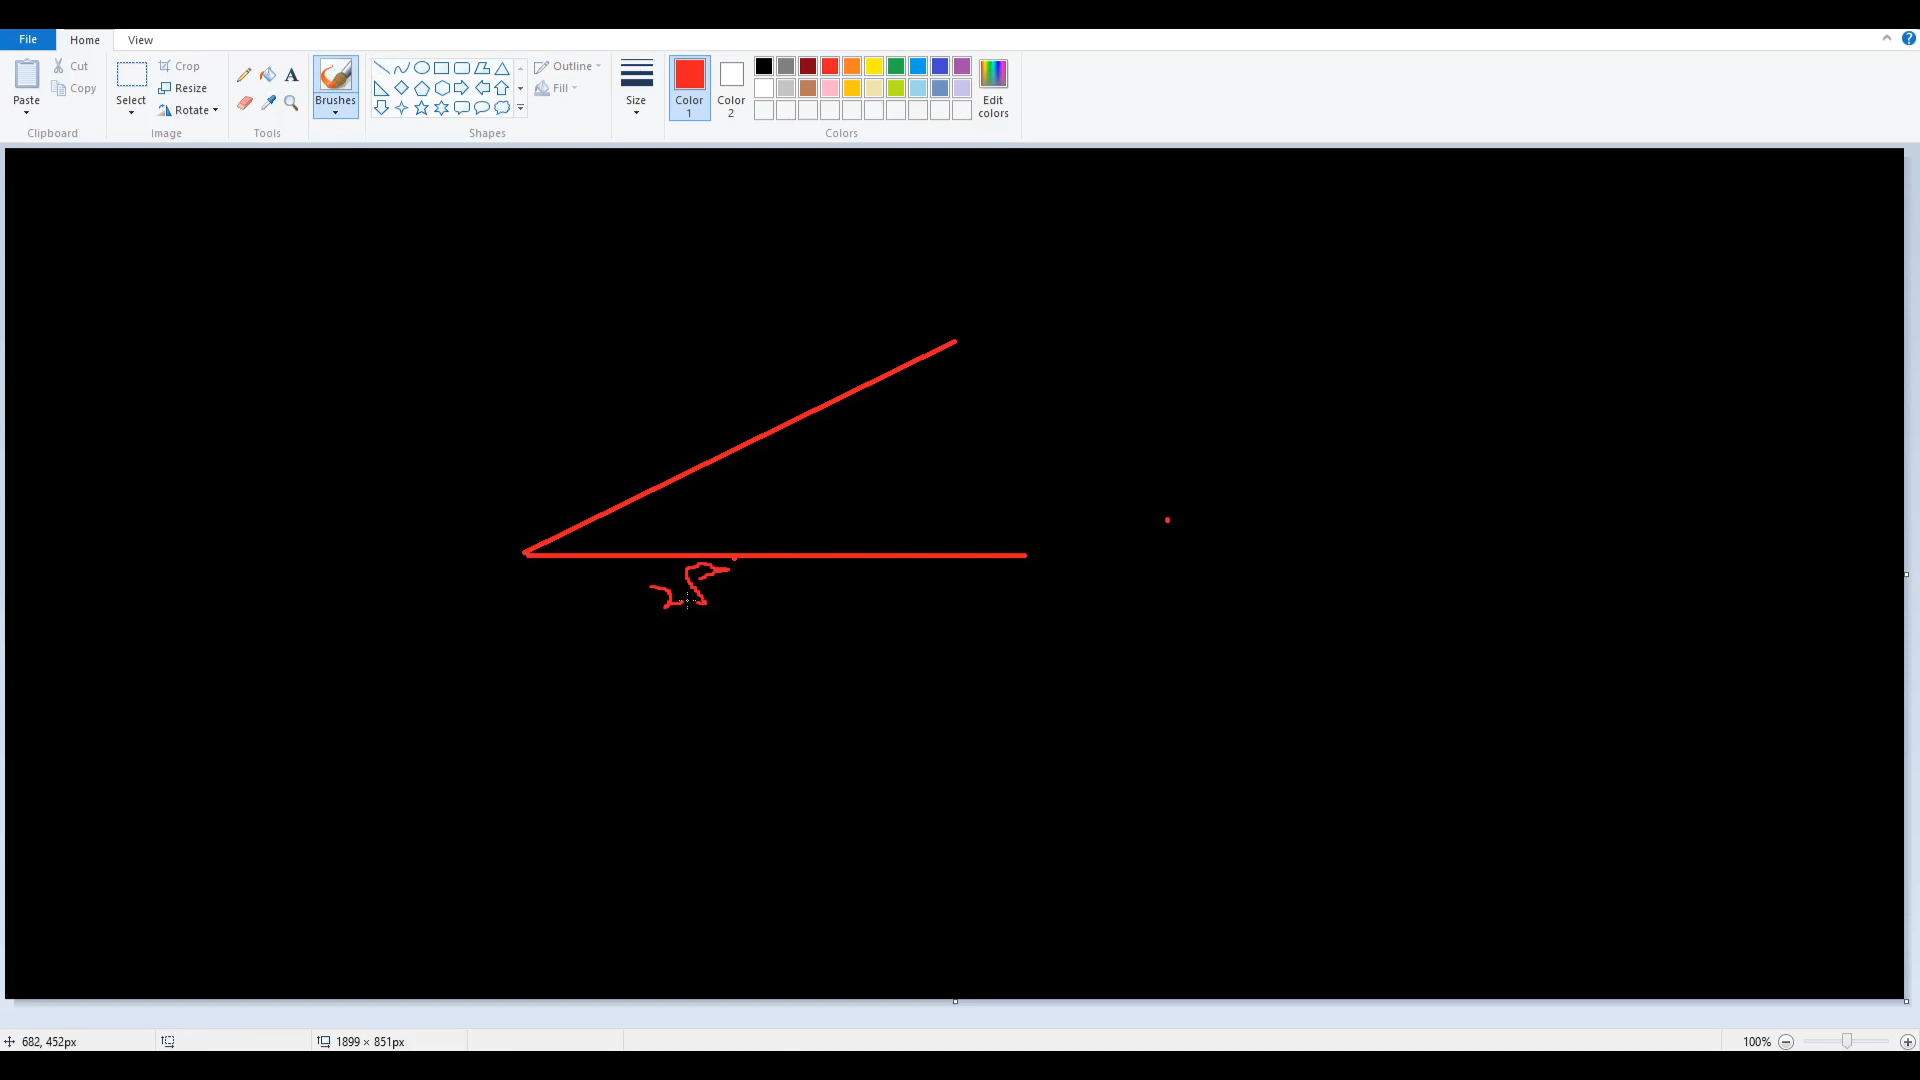 File Home View
Paste Cut Copy Select Crop Resize Rotate Brushes Outline Fill Size Color 1 Color 2 Edit colors
Clipboard Image Tools Shapes Colors
682, 452px 1899 × 851px 100%